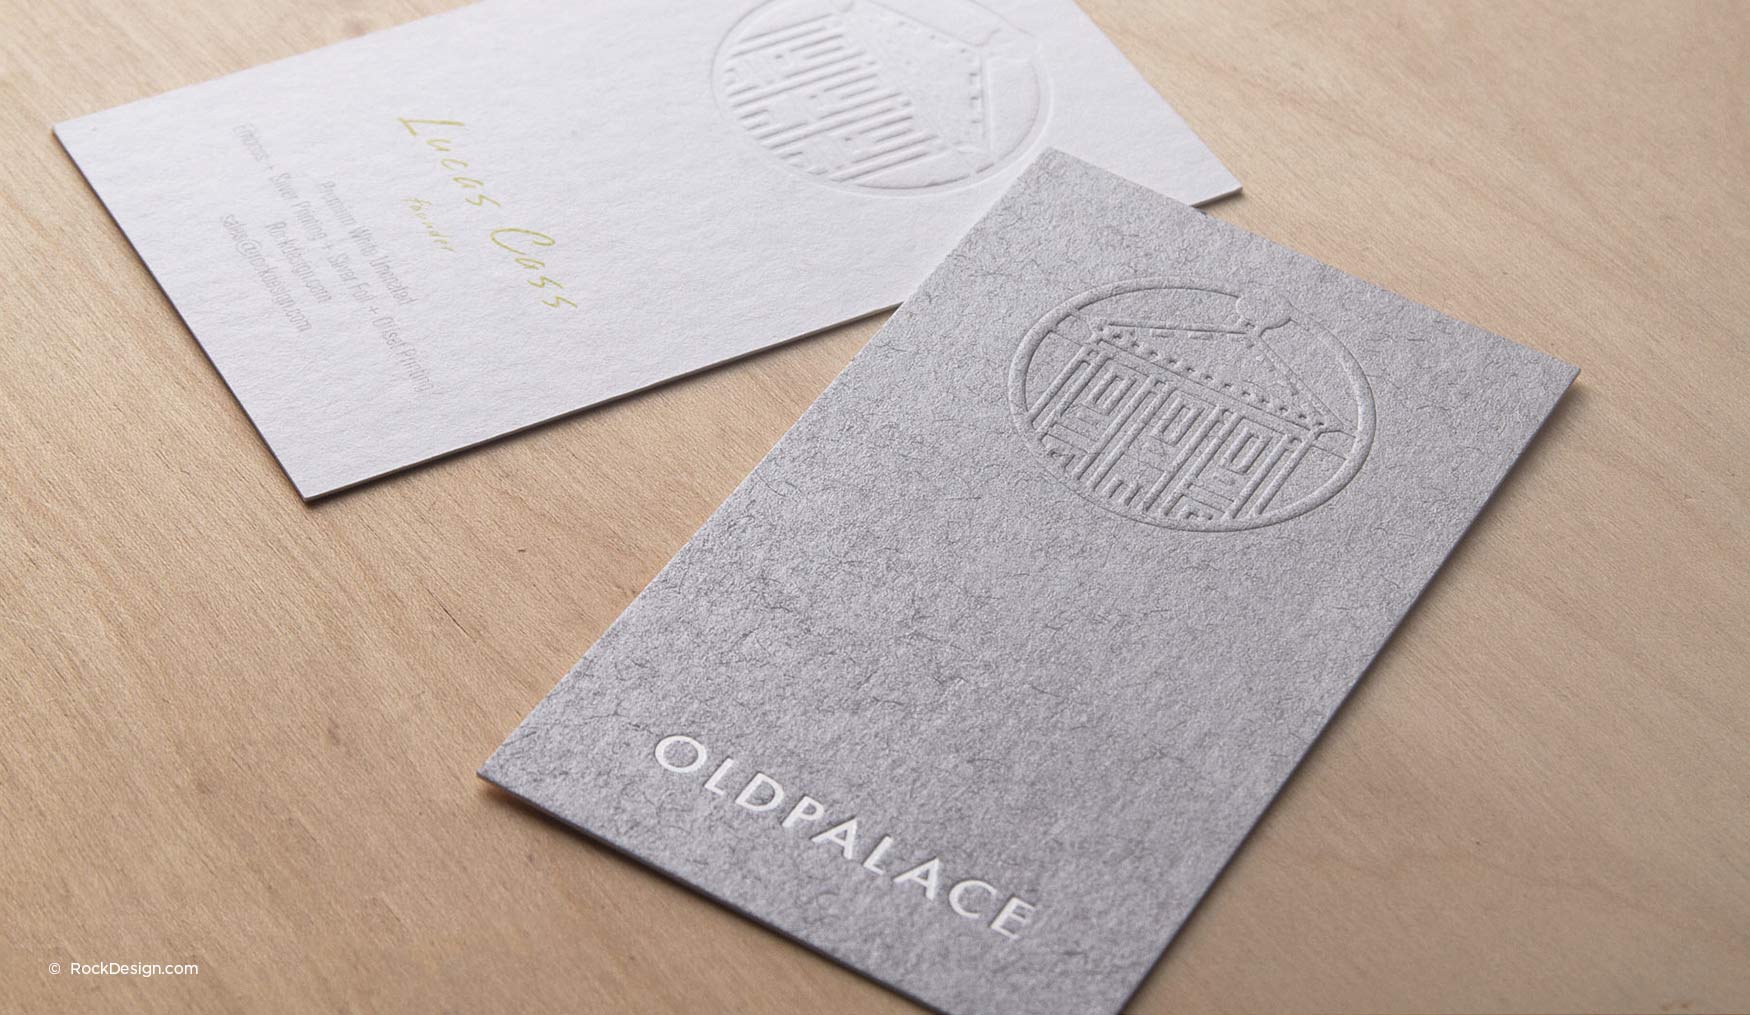 Lucas Cass
founder
Premium White Uncoated
Emboss + Silver Printing + Silver Foil + Offset Printing
Rockdesign.com
sales@rockdesign.com
OLDPALACE
© RockDesign.com